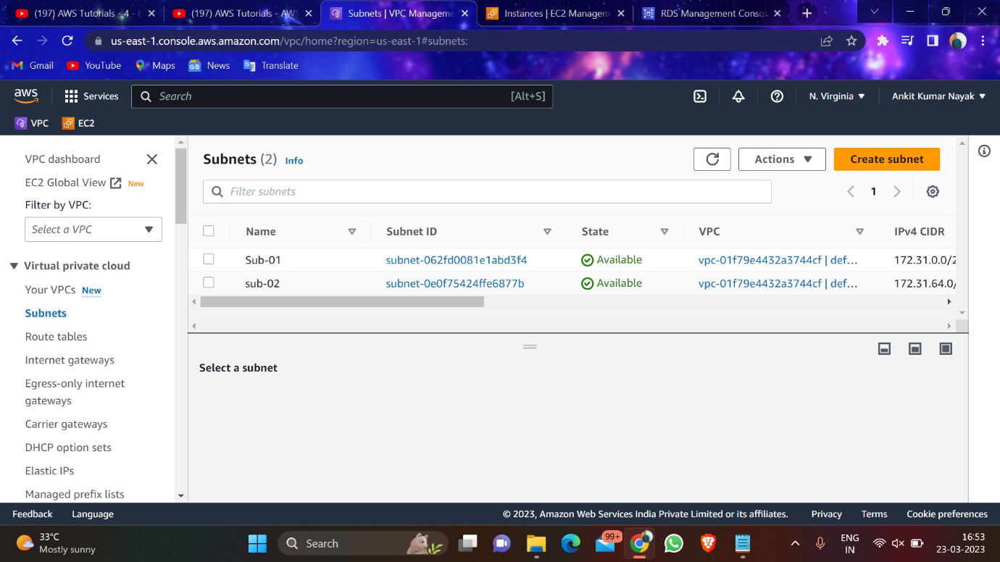 (197) AWS Tutorials - 4 -
(197) AWS Tutorials - AWS
Subnets | VPC Manageme
Instances | EC2 Managem
RDS Management Conso
us-east-1.console.aws.amazon.com/vpc/home?region=us-east-1#subnets:
Gmail YouTube Maps News Translate
aws Services Search [Alt+S] N. Virginia Ankit Kumar Nayak
VPC EC2
VPC dashboard
EC2 Global View New
Filter by VPC:
Select a VPC
Virtual private cloud
Your VPCs New
Subnets
Route tables
Internet gateways
Egress-only internet
gateways
Carrier gateways
DHCP option sets
Elastic IPs
Managed prefix lists
Subnets (2) Info
Actions Create subnet
Filter subnets 1
Name Subnet ID State VPC IPv4 CIDR
Sub-01 subnet-062fd0081e1abd3f4 Available vpc-01f79e4432a3744cf | def... 172.31.0.0/2
sub-02 subnet-0e0f75424ffe6877b Available vpc-01f79e4432a3744cf | def... 172.31.64.0/
Select a subnet
Feedback Language © 2023, Amazon Web Services India Private Limited or its affiliates. Privacy Terms Cookie preferences
33°C
Mostly sunny
Search
99+
ENG
IN
16:53
23-03-2023